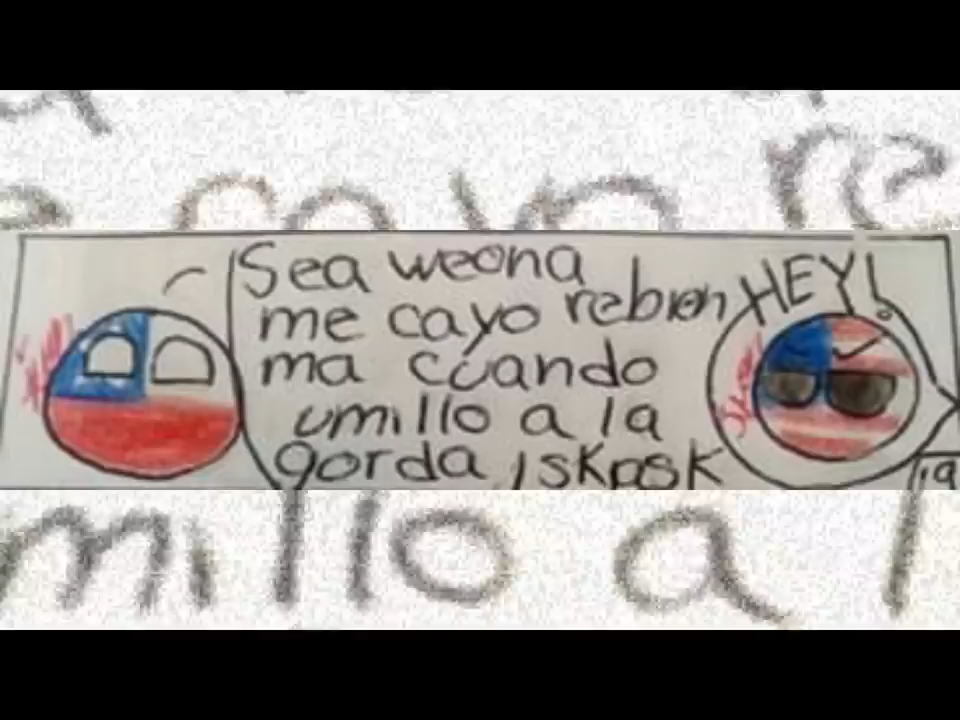 Sea weona
me cayo rebien
ma cuando
umillo a la
gorda jskask
HEY!